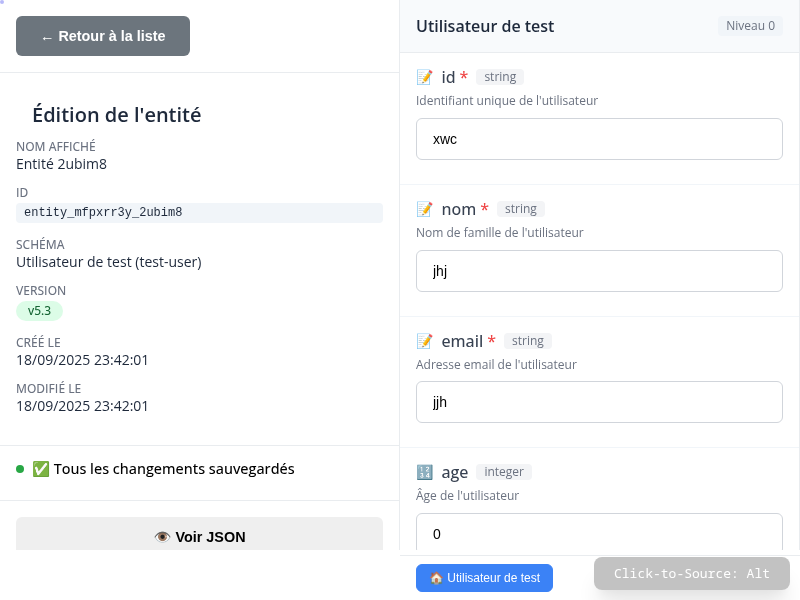 ← Retour à la liste
Édition de l'entité
NOM AFFICHÉ
Entité 2ubim8
ID
entity_mfpxrr3y_2ubim8
SCHÉMA
Utilisateur de test (test-user)
VERSION
v5.3
CRÉÉ LE
18/09/2025 23:42:01
MODIFIÉ LE
18/09/2025 23:42:01
✅ Tous les changements sauvegardés
👁️ Voir JSON
Utilisateur de test Niveau 0
📝 id * string
Identifiant unique de l'utilisateur
xwc
📝 nom * string
Nom de famille de l'utilisateur
jhj
📝 email * string
Adresse email de l'utilisateur
jjh
🔢 age integer
Âge de l'utilisateur
0
🏠 Utilisateur de test
Click-to-Source: Alt